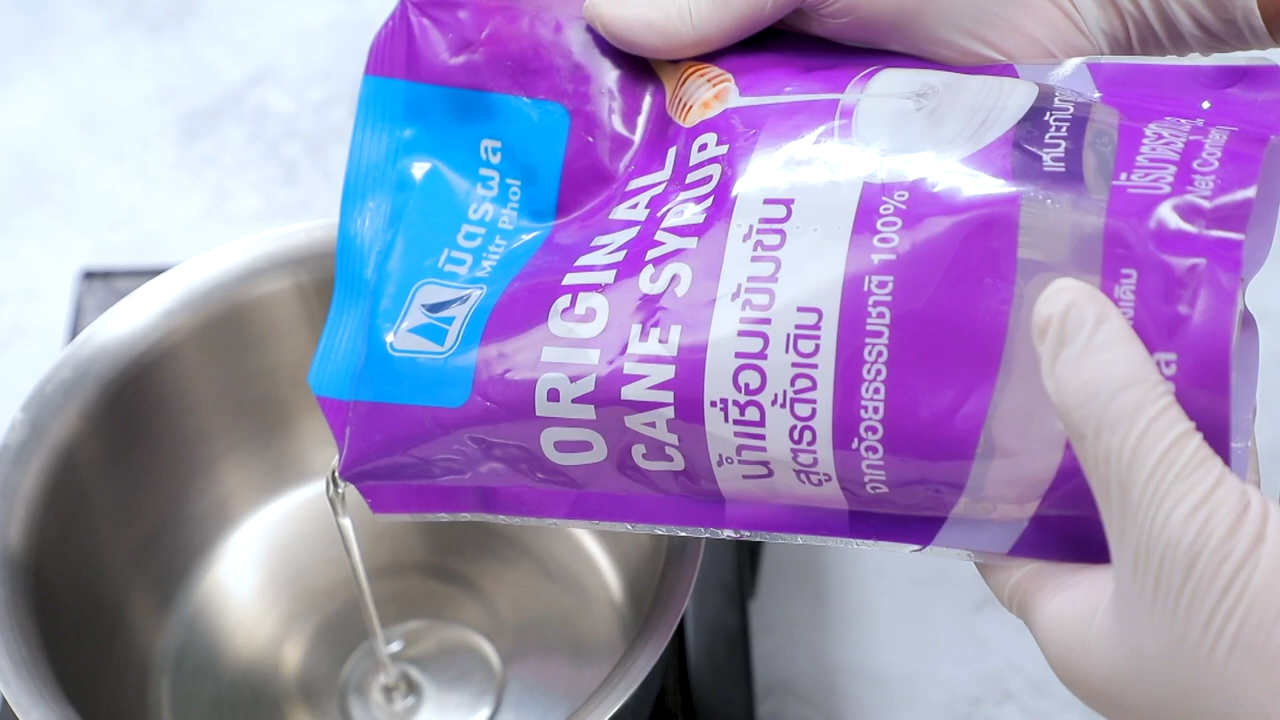 มิตรผล
Mitr Phol
ORIGINAL
CANE SYRUP
น้ำเชื่อมเข้มข้น
สูตรดั้งเดิม
จากอ้อยธรรมชาติ 100%
Net Content